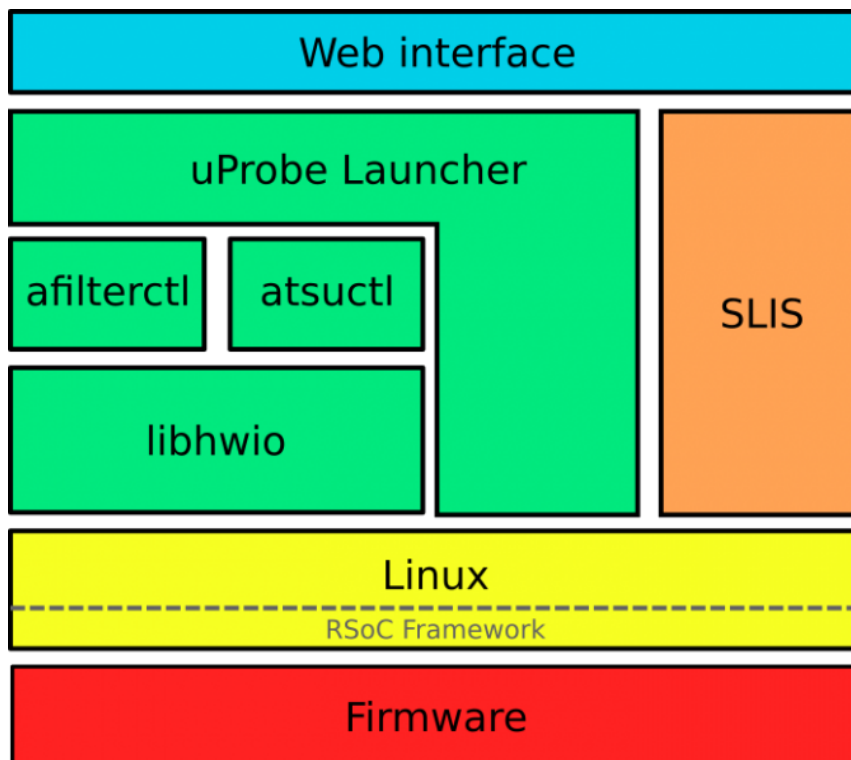 Web interface
uProbe Launcher
afilterctl
atsuctl
SLIS
libhwio
Linux
RSoC Framework
Firmware